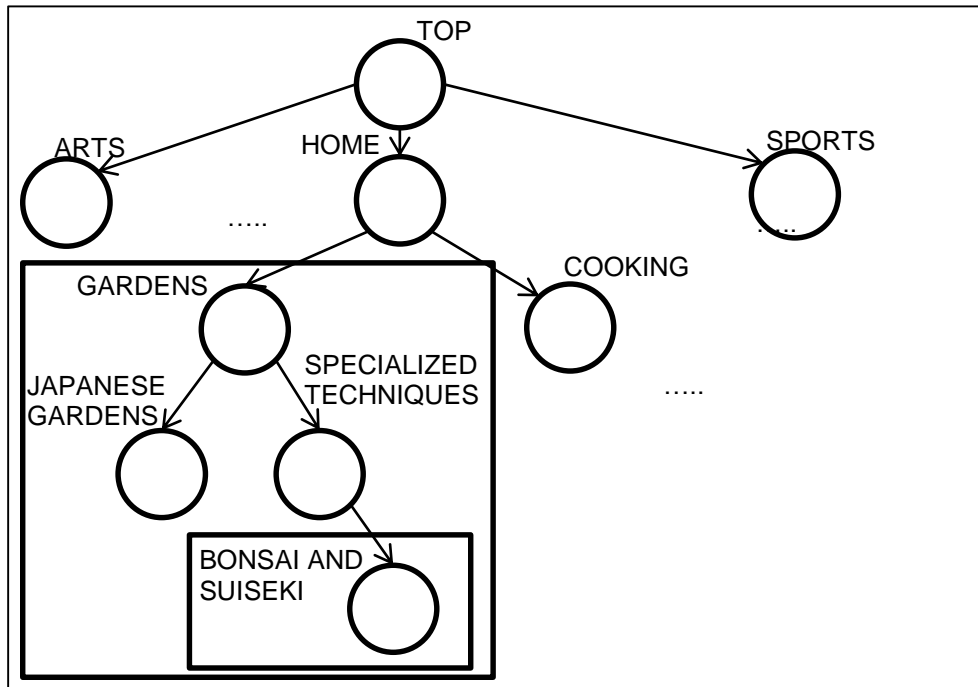 TOP
ARTS
HOME
SPORTS
.....
.....
GARDENS
COOKING
JAPANESE
GARDENS
SPECIALIZED
TECHNIQUES
.....
BONSAI AND
SUISEKI